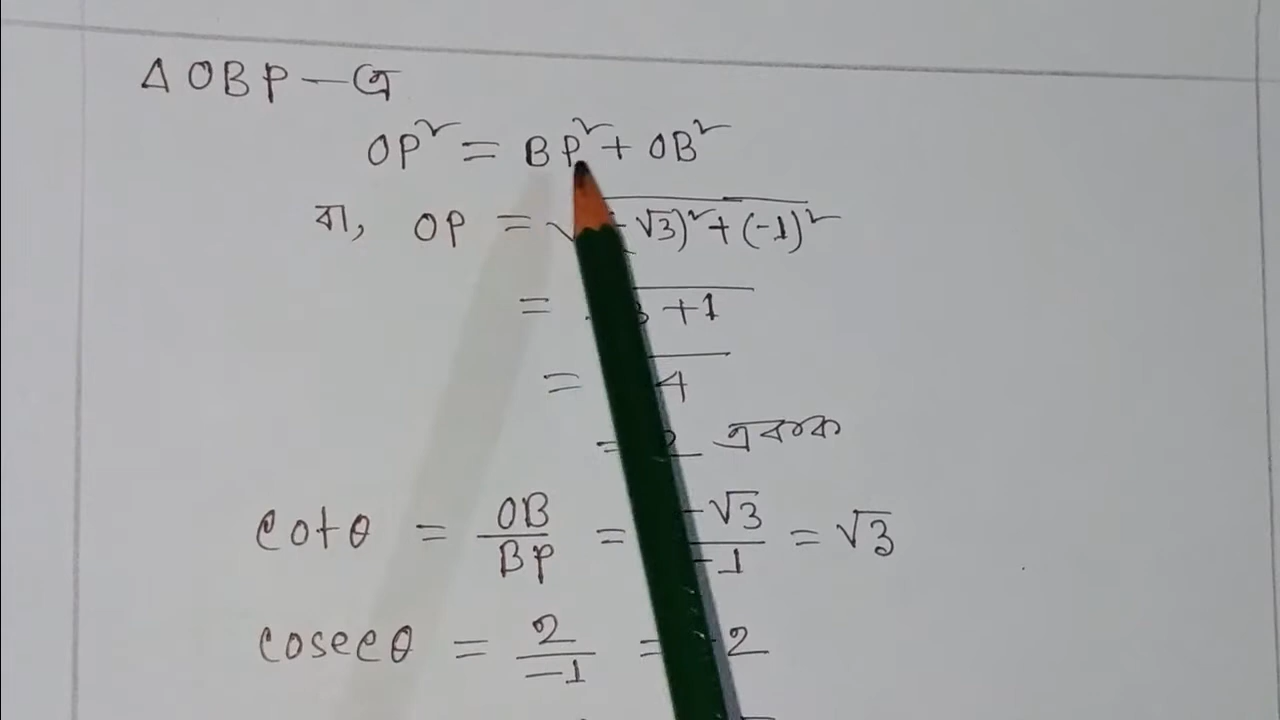 Δ OBP – এ
OP² = BP² + OB²
বা, OP = √3)² + (-1)²
= 3 + 1
= 4
= 2 একক
cotθ = OB/BP = -√3/-1 = √3
cosecθ = 2/-1 = 2